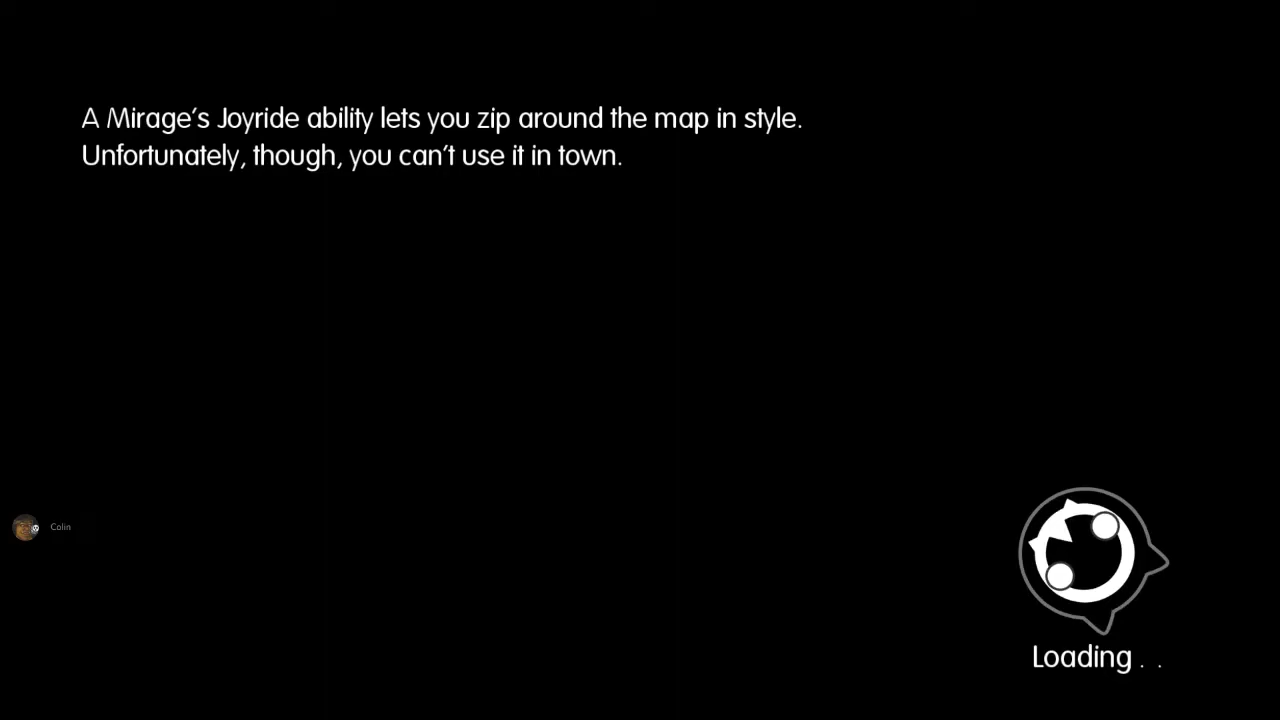 A Mirage's Joyride ability lets you zip around the map in style.
Unfortunately, though, you can't use it in town.
Colin
Loading . .